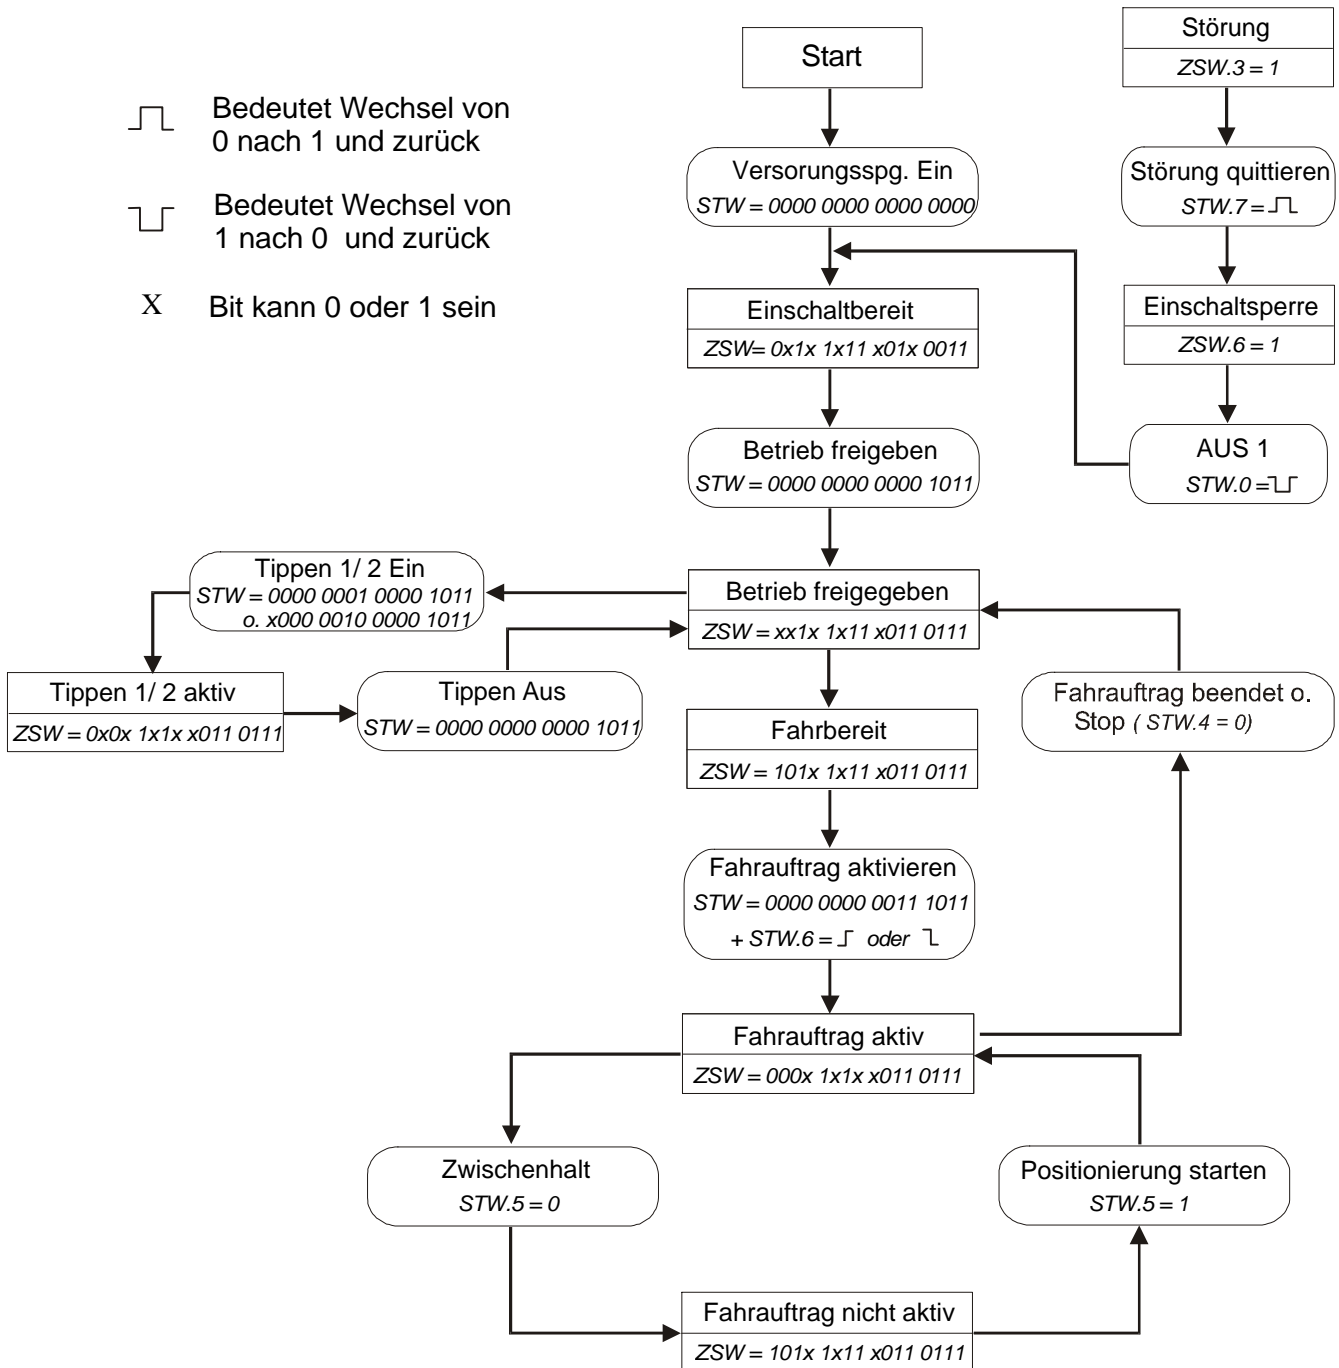 Bedeutet Wechsel von
0 nach 1 und zurück
Bedeutet Wechsel von
1 nach 0 und zurück
X Bit kann 0 oder 1 sein
Start
Versorungsspg. Ein
STW = 0000 0000 0000 0000
Einschaltbereit
ZSW= 0x1x 1x11 x01x 0011
Betrieb freigeben
STW = 0000 0000 0000 1011
Störung
ZSW.3 = 1
Störung quittieren
STW.7 =
Einschaltsperre
ZSW.6 = 1
AUS 1
STW.0 =
Tippen 1/ 2 Ein
STW = 0000 0001 0000 1011
o. x000 0010 0000 1011
Betrieb freigegeben
ZSW = xx1x 1x11 x011 0111
Tippen 1/ 2 aktiv
ZSW = 0x0x 1x1x x011 0111
Tippen Aus
STW = 0000 0000 0000 1011
Fahrbereit
ZSW = 101x 1x11 x011 0111
Fahrauftrag beendet o.
Stop ( STW.4 = 0)
Fahrauftrag aktivieren
STW = 0000 0000 0011 1011
+ STW.6 = oder
Fahrauftrag aktiv
ZSW = 000x 1x1x x011 0111
Zwischenhalt
STW.5 = 0
Positionierung starten
STW.5 = 1
Fahrauftrag nicht aktiv
ZSW = 101x 1x11 x011 0111